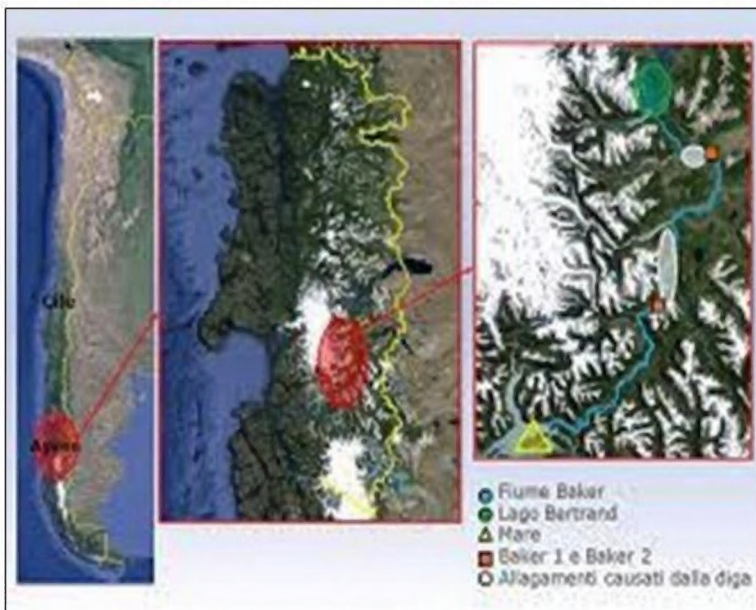 Cile
Aysen
Fiume Baker
Lago Bertrand
Mare
Baker 1 e Baker 2
Allagamenti causati dalla diga